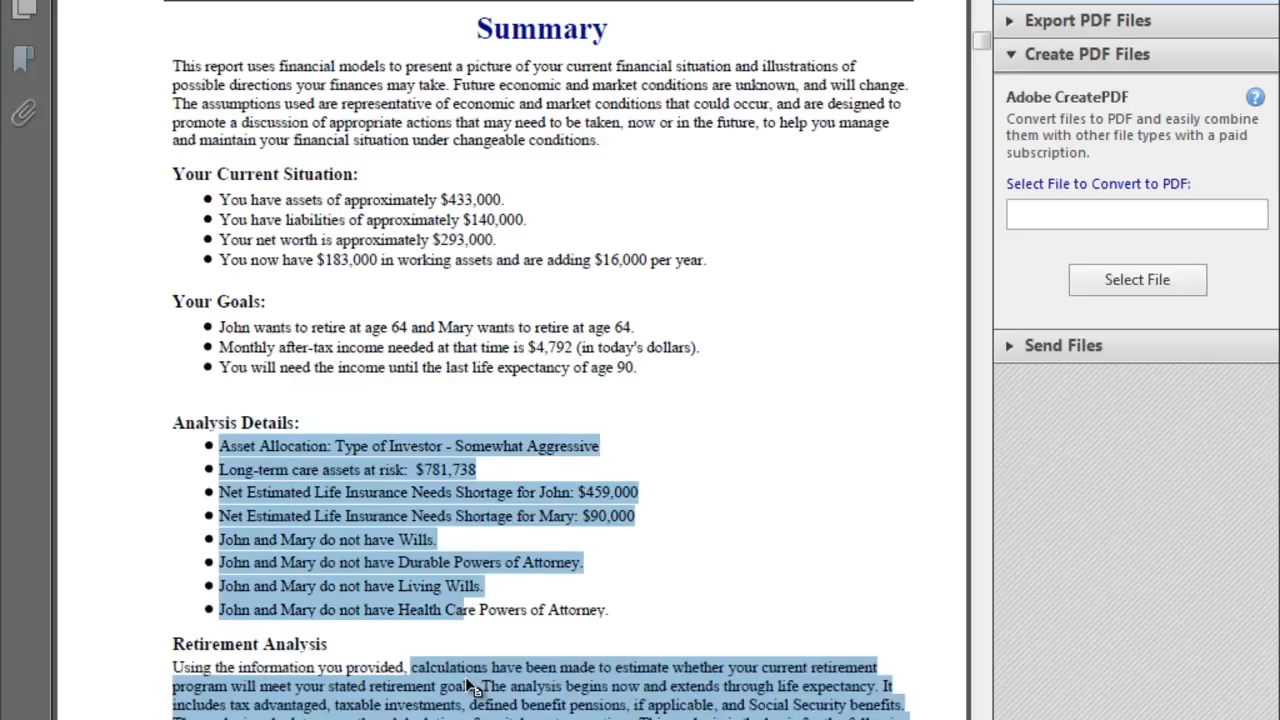 Summary
This report uses financial models to present a picture of your current financial situation and illustrations of
possible directions your finances may take. Future economic and market conditions are unknown, and will change.
The assumptions used are representative of economic and market conditions that could occur, and are designed to
promote a discussion of appropriate actions that may need to be taken, now or in the future, to help you manage
and maintain your financial situation under changeable conditions.
Your Current Situation:
● You have assets of approximately $433,000.
● You have liabilities of approximately $140,000.
● Your net worth is approximately $293,000.
● You now have $183,000 in working assets and are adding $16,000 per year.
Your Goals:
● John wants to retire at age 64 and Mary wants to retire at age 64.
● Monthly after-tax income needed at that time is $4,792 (in today's dollars).
● You will need the income until the last life expectancy of age 90.
Analysis Details:
● Asset Allocation: Type of Investor - Somewhat Aggressive
● Long-term care assets at risk: $781,738
● Net Estimated Life Insurance Needs Shortage for John: $459,000
● Net Estimated Life Insurance Needs Shortage for Mary: $90,000
● John and Mary do not have Wills.
● John and Mary do not have Durable Powers of Attorney.
● John and Mary do not have Living Wills.
● John and Mary do not have Health Care Powers of Attorney.
Retirement Analysis
Using the information you provided, calculations have been made to estimate whether your current retirement
program will meet your stated retirement goal. The analysis begins now and extends through life expectancy. It
includes tax advantaged, taxable investments, defined benefit pensions, if applicable, and Social Security benefits.
Export PDF Files
Create PDF Files
Adobe CreatePDF
Convert files to PDF and easily combine
them with other file types with a paid
subscription.
Select File to Convert to PDF:
Select File
Send Files